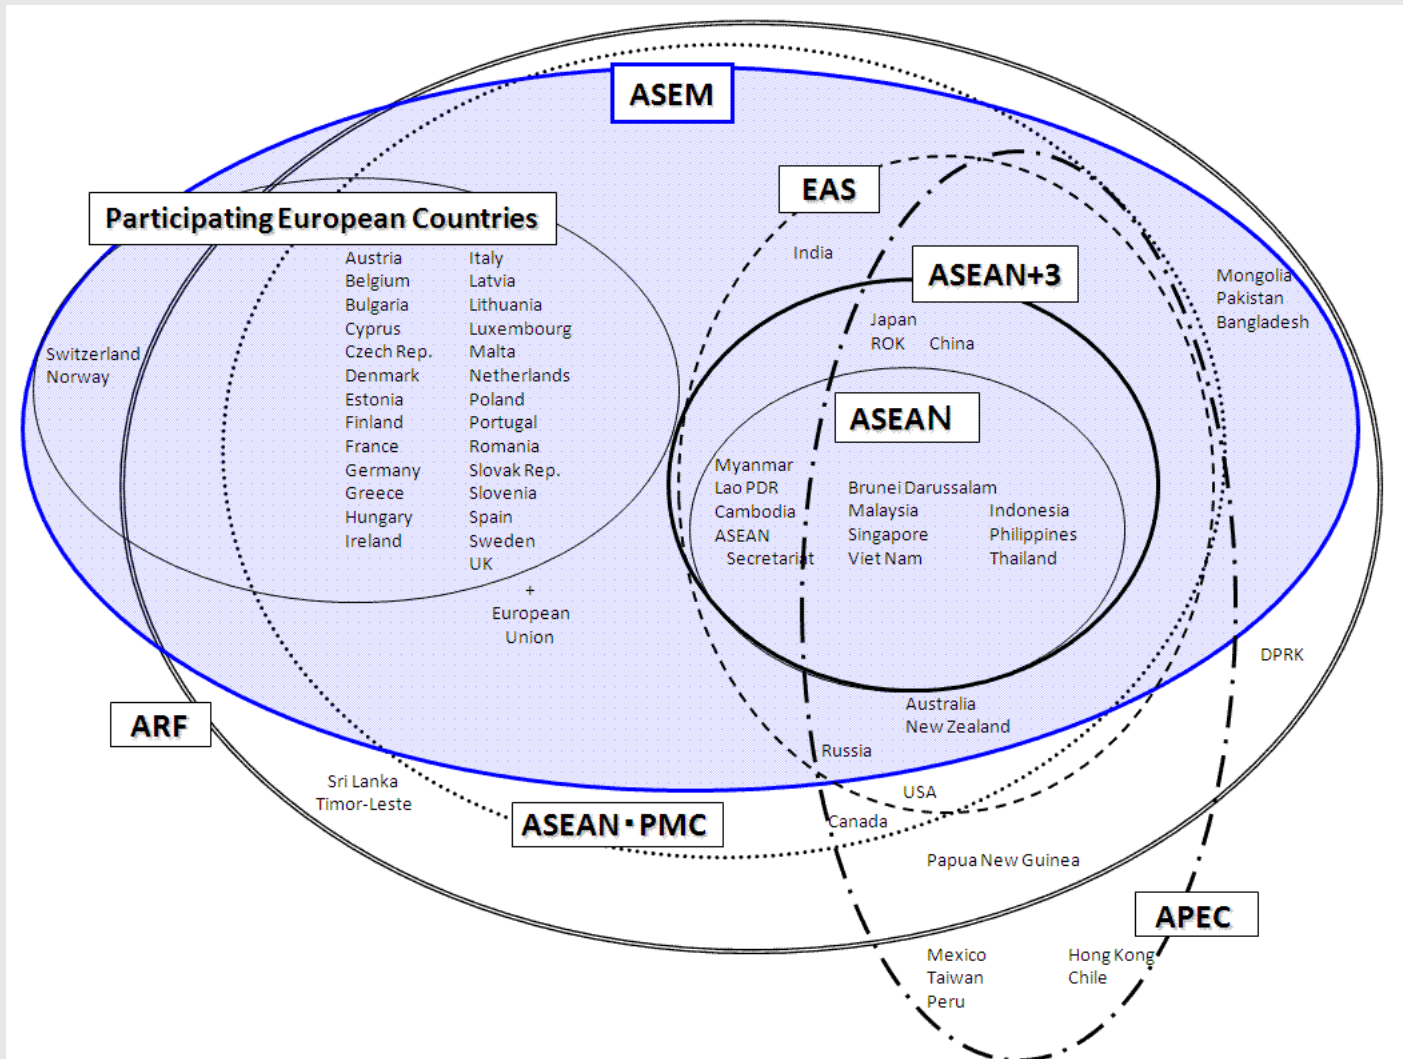 ASEM
EAS
Participating European Countries
India
ASEAN+3
Austria
Belgium
Bulgaria
Cyprus
Czech Rep.
Denmark
Estonia
Finland
France
Germany
Greece
Hungary
Ireland
Italy
Latvia
Lithuania
Luxembourg
Malta
Netherlands
Poland
Portugal
Romania
Slovak Rep.
Slovenia
Spain
Sweden
UK
+
European
Union
Switzerland
Norway
Mongolia
Pakistan
Bangladesh
Japan
ROK China
ASEAN
Myanmar
Lao PDR
Cambodia
ASEAN
Secretariat
Brunei Darussalam
Malaysia
Singapore
Viet Nam
Indonesia
Philippines
Thailand
DPRK
Australia
New Zealand
ARF
Russia
Sri Lanka
Timor-Leste
USA
ASEAN・PMC
Canada
Papua New Guinea
APEC
Mexico
Taiwan
Peru
Hong Kong
Chile